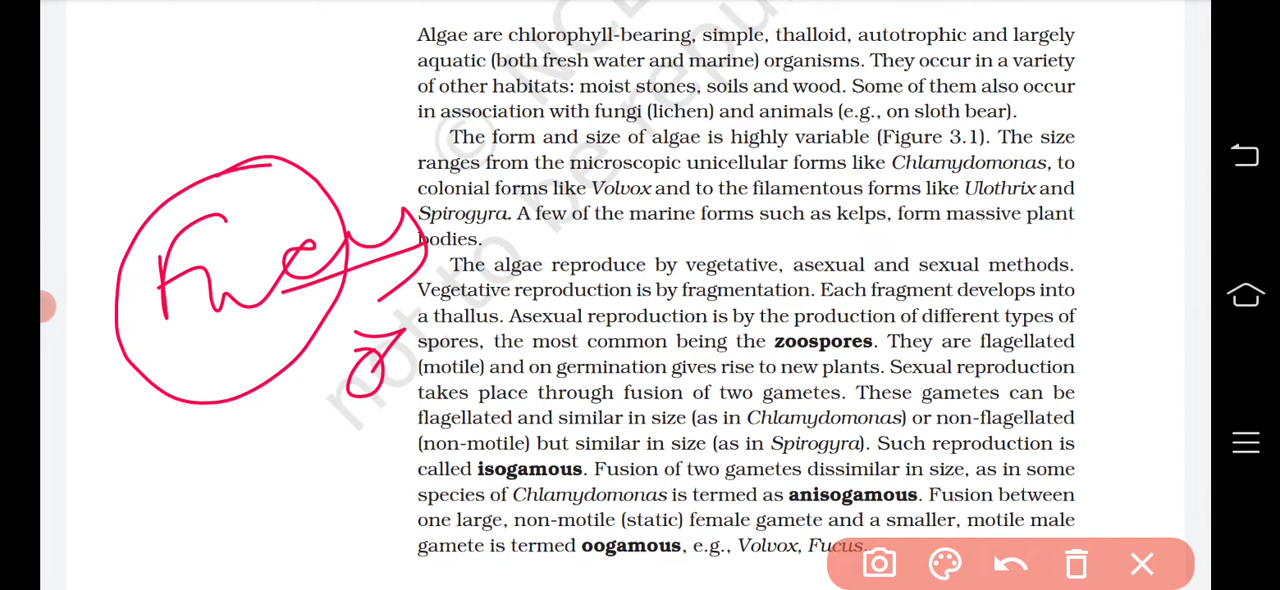 Algae are chlorophyll-bearing, simple, thalloid, autotrophic and largely
aquatic (both fresh water and marine) organisms. They occur in a variety
of other habitats: moist stones, soils and wood. Some of them also occur
in association with fungi (lichen) and animals (e.g., on sloth bear).
The form and size of algae is highly variable (Figure 3.1). The size
ranges from the microscopic unicellular forms like Chlamydomonas, to
colonial forms like Volvox and to the filamentous forms like Ulothrix and
Spirogyra. A few of the marine forms such as kelps, form massive plant
bodies.
The algae reproduce by vegetative, asexual and sexual methods.
Vegetative reproduction is by fragmentation. Each fragment develops into
a thallus. Asexual reproduction is by the production of different types of
spores, the most common being the zoospores. They are flagellated
(motile) and on germination gives rise to new plants. Sexual reproduction
takes place through fusion of two gametes. These gametes can be
flagellated and similar in size (as in Chlamydomonas) or non-flagellated
(non-motile) but similar in size (as in Spirogyra). Such reproduction is
called isogamous. Fusion of two gametes dissimilar in size, as in some
species of Chlamydomonas is termed as anisogamous. Fusion between
one large, non-motile (static) female gamete and a smaller, motile male
gamete is termed oogamous, e.g., Volvox, Fucus.
© NC
not to be repu